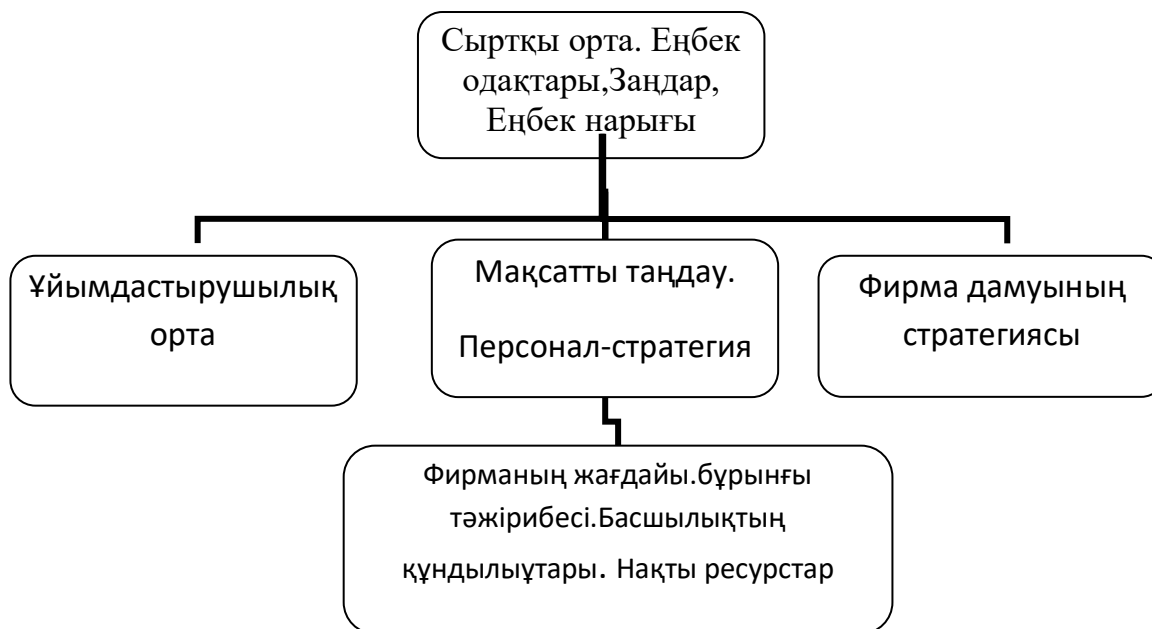 Сыртқы орта. Еңбек
одақтары,Заңдар,
Еңбек нарығы
Ұйымдастырушылық
орта
Мақсатты таңдау.
Персонал-стратегия
Фирма дамуының
стратегиясы
Фирманың жағдайы.бұрынғы
тәжірибесі.Басшылықтың
құндылыұтары. Нақты ресурстар